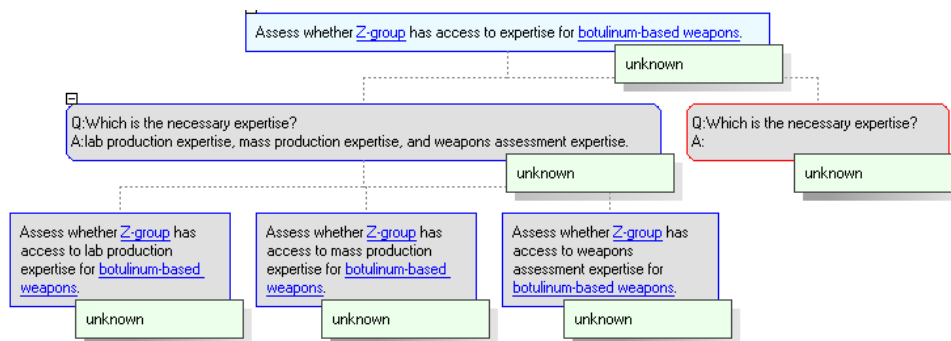 Assess whether Z-group has access to expertise for botulinum-based weapons.
unknown
Q:Which is the necessary expertise?
A:lab production expertise, mass production expertise, and weapons assessment expertise.
unknown
Q:Which is the necessary expertise?
A:
unknown
Assess whether Z-group has
access to lab production
expertise for botulinum-based
weapons.
unknown
Assess whether Z-group has
access to mass production
expertise for botulinum-based
weapons.
unknown
Assess whether Z-group has
access to weapons
assessment expertise for
botulinum-based weapons.
unknown